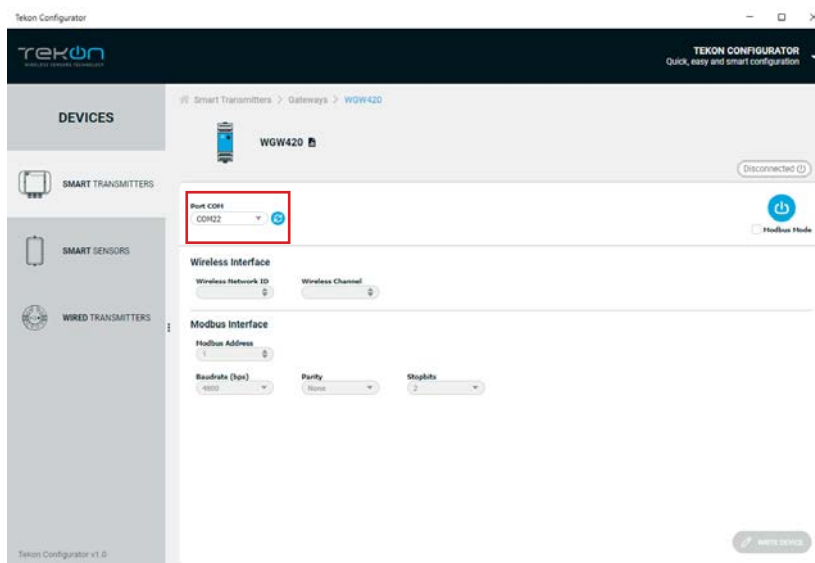 Tekon Configurator
TEKON
WIRELESS SENSORS TECHNOLOGY
TEKON CONFIGURATOR
Quick, easy and smart configuration
DEVICES
SMART TRANSMITTERS
SMART SENSORS
WIRED TRANSMITTERS
Tekon Configurator v1.0
Smart Transmitters > Gateways > WGW420
WGW420
Disconnected
Port COM
COM22
Modbus Mode
Wireless Interface
Wireless Network ID Wireless Channel
Modbus Interface
Modbus Address
1
Baudrate (bps) Parity Stopbits
4800 None 2
WRITE DEVICE